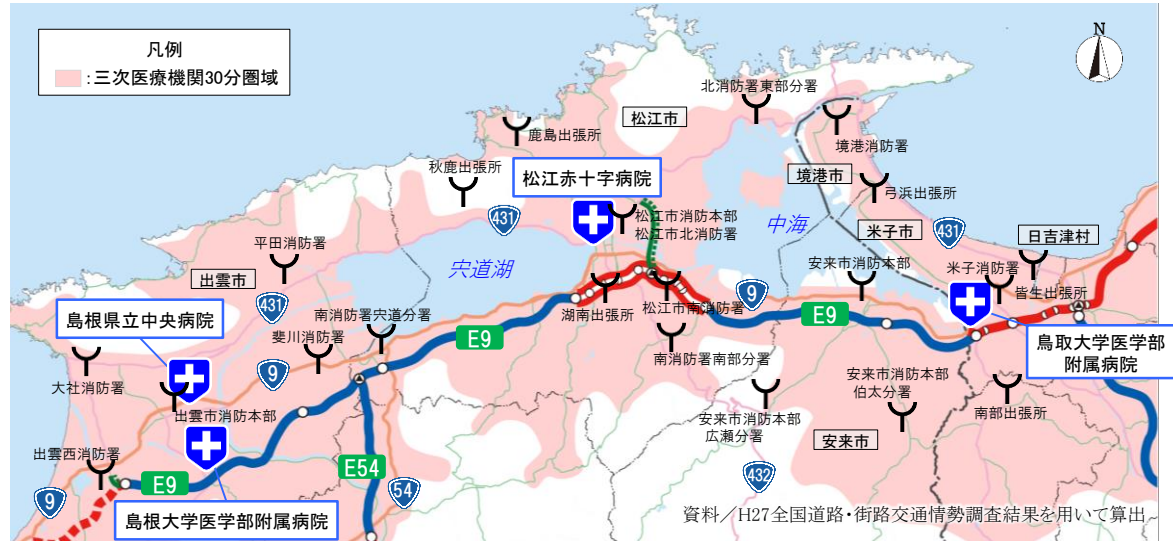 凡例
:三次医療機関30分圏域
N
北消防署東部分署
松江市
鹿島出張所
境港消防署
秋鹿出張所
松江赤十字病院
境港市
弓浜出張所
431
松江市消防本部
松江市北消防署
中海
米子市
431
日吉津村
平田消防署
宍道湖
出雲市
安来市消防本部
米子消防署
皆生出張所
431
9
島根県立中央病院
南消防署宍道分署
E9
湖南出張所
松江市南消防署
E9
斐川消防署
9
南消防署南部分署
鳥取大学医学部
附属病院
大社消防署
出雲市消防本部
安来市消防本部
伯太分署
南部出張所
安来市消防本部
広瀬分署
安来市
出雲西消防署
E54
E9
54
432
9
島根大学医学部附属病院
資料/H27全国道路・街路交通情勢調査結果を用いて算出